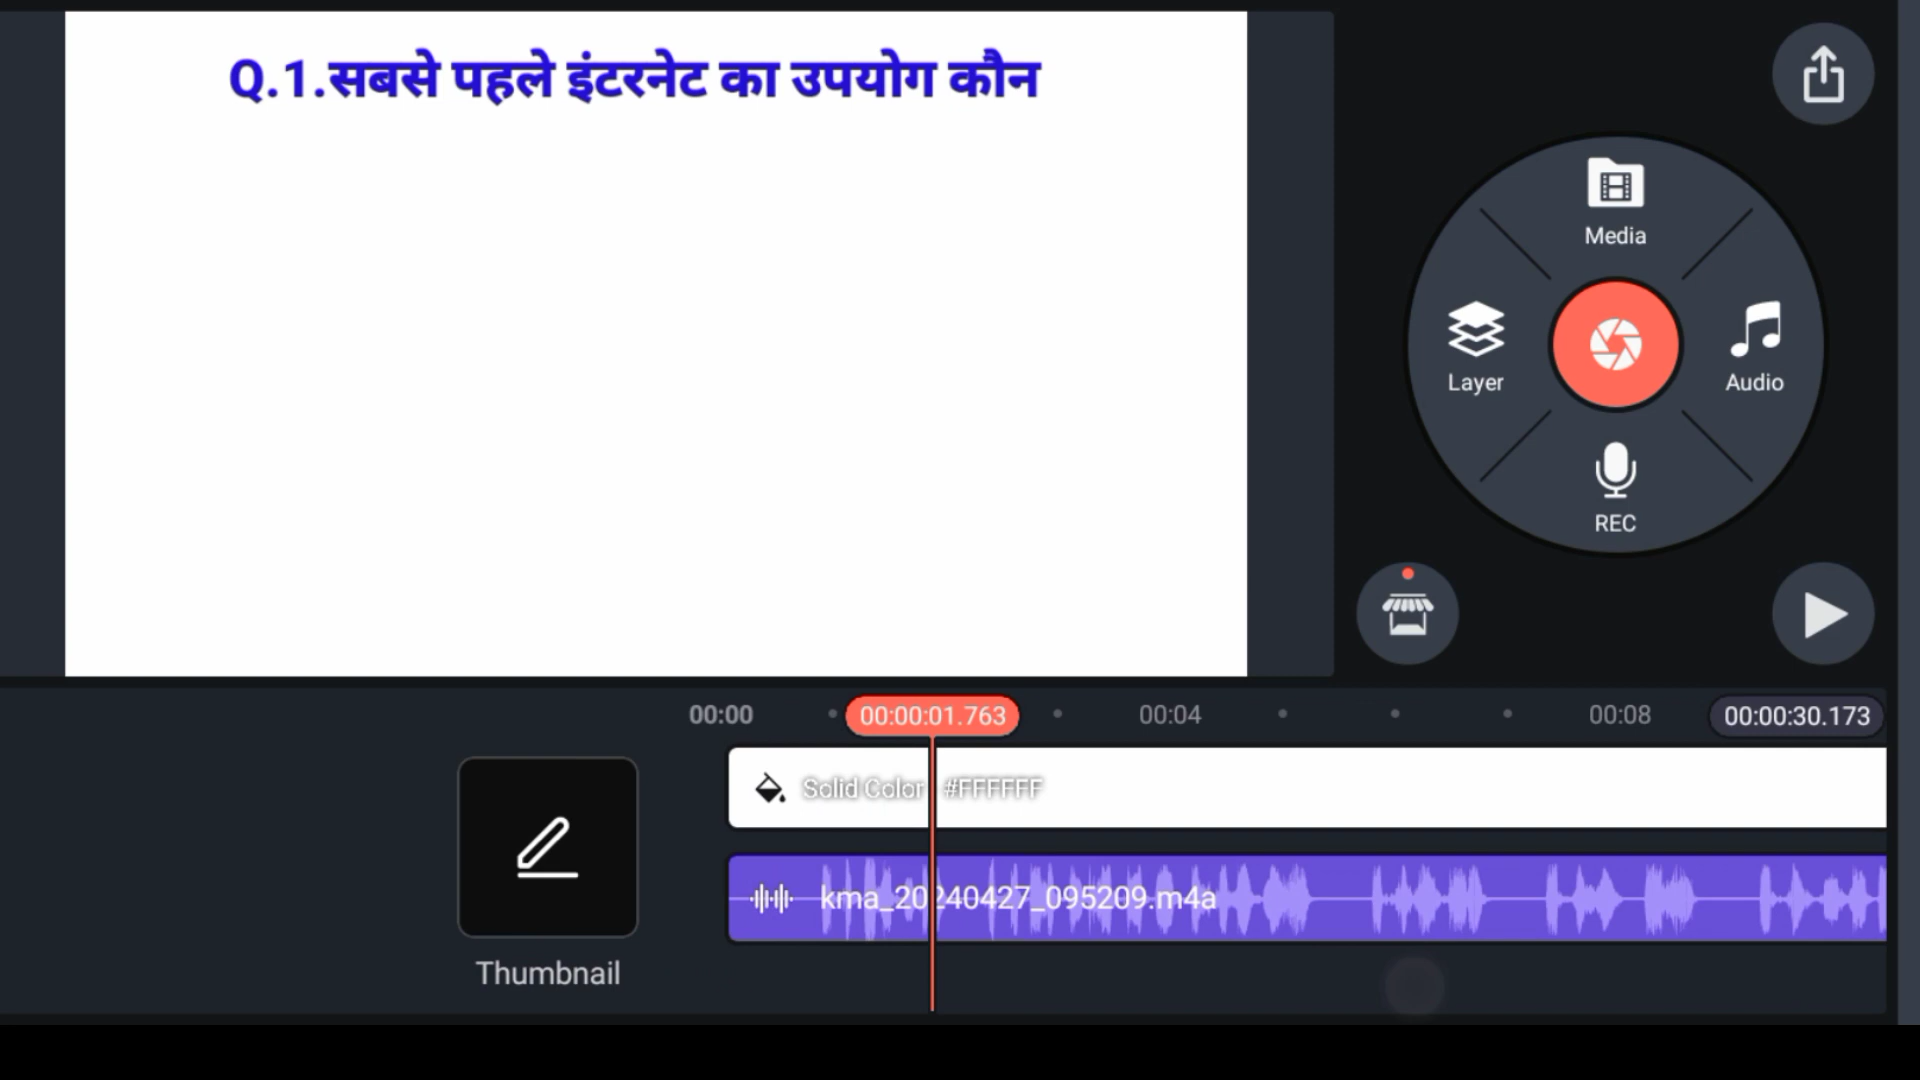 Q.1.सबसे पहले इंटरनेट का उपयोग कौन
Media
Layer
Audio
REC
00:00
00:00:01.763
00:04
00:08
00:00:30.173
Solid Color #FFFFFF
kma_20240427_095209.m4a
Thumbnail